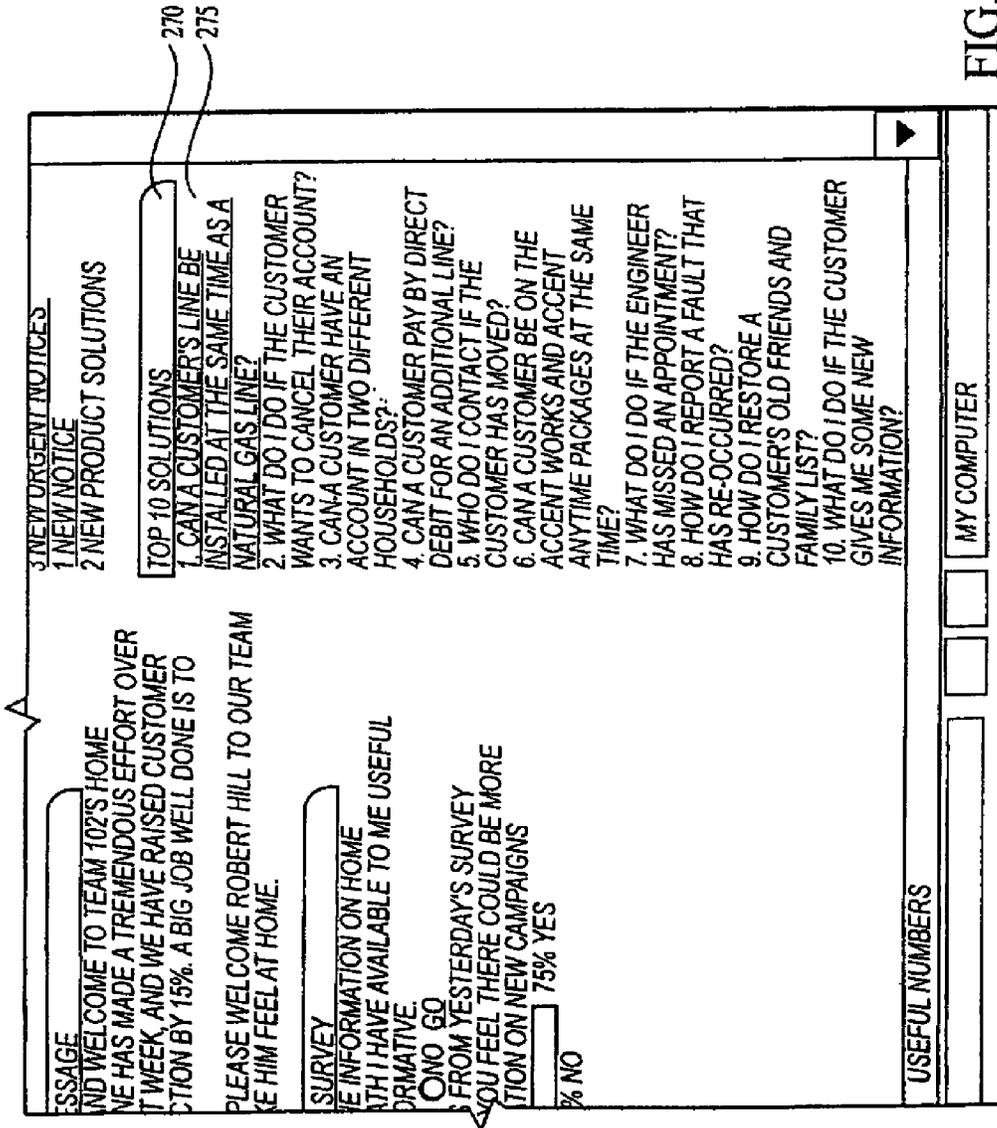 ESSAGE
ND WELCOME TO TEAM 102'S HOME
NE HAS MADE A TREMENDOUS EFFORT OVER
T WEEK, AND WE HAVE RAISED CUSTOMER
CTION BY 15%. A BIG JOB WELL DONE IS TO
PLEASE WELCOME ROBERT HILL TO OUR TEAM
KE HIM FEEL AT HOME.
SURVEY
E INFORMATION ON HOME
ATH I HAVE AVAILABLE TO ME USEFUL
ORMATIVE.
ONO GO
S FROM YESTERDAY'S SURVEY
YOU FEEL THERE COULD BE MORE
TION ON NEW CAMPAIGNS
75% YES
% NO
3 NEW URGENT NOTICES
1 NEW NOTICE
2 NEW PRODUCT SOLUTIONS
TOP 10 SOLUTIONS
1. CAN A CUSTOMER'S LINE BE
INSTALLED AT THE SAME TIME AS A
NATURAL GAS LINE?
2. WHAT DO I DO IF THE CUSTOMER
WANTS TO CANCEL THEIR ACCOUNT?
3. CAN A CUSTOMER HAVE AN
ACCOUNT IN TWO DIFFERENT
HOUSEHOLDS?
4. CAN A CUSTOMER PAY BY DIRECT
DEBIT FOR AN ADDITIONAL LINE?
5. WHO DO I CONTACT IF THE
CUSTOMER HAS MOVED?
6. CAN A CUSTOMER BE ON THE
ACCENT WORKS AND ACCENT
ANYTIME PACKAGES AT THE SAME
TIME?
7. WHAT DO I DO IF THE ENGINEER
HAS MISSED AN APPOINTMENT?
8. HOW DO I REPORT A FAULT THAT
HAS RE-OCCURRED?
9. HOW DO I RESTORE A
CUSTOMER'S OLD FRIENDS AND
FAMILY LIST?
10. WHAT DO I DO IF THE CUSTOMER
GIVES ME SOME NEW
INFORMATION?
270
275
USEFUL NUMBERS
MY COMPUTER
FIG.